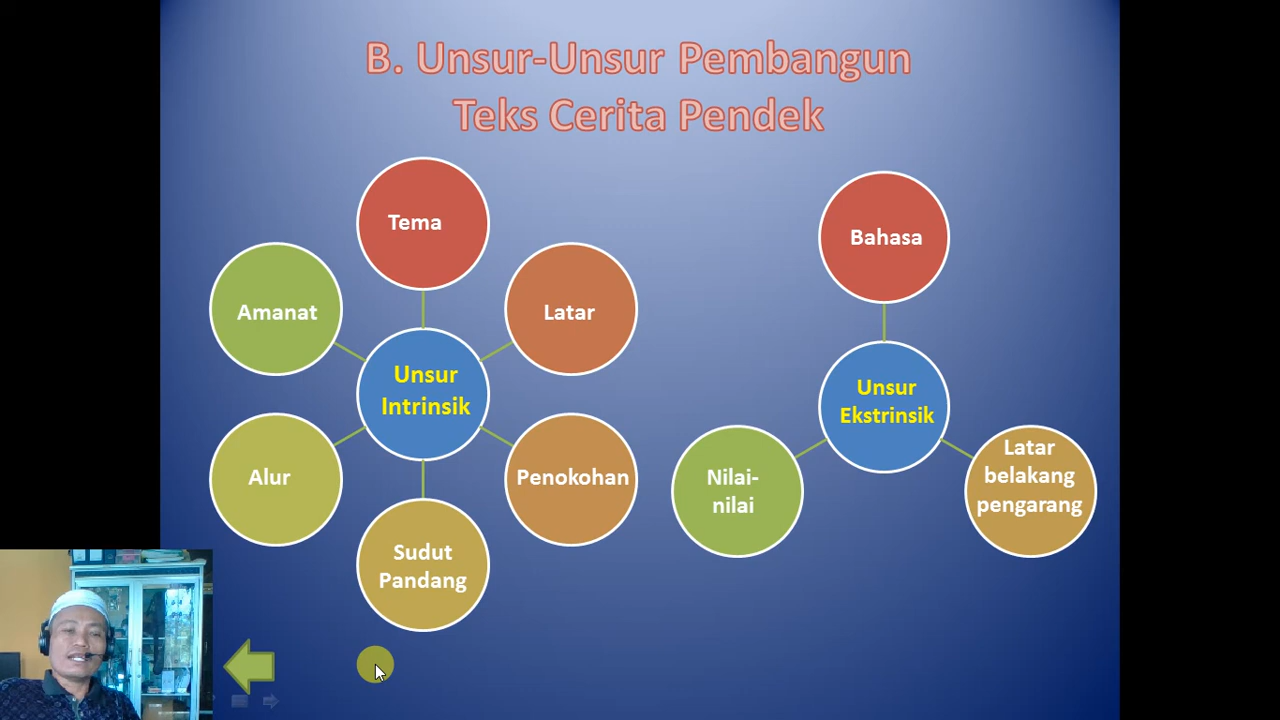 B. Unsur-Unsur Pembangun
Teks Cerita Pendek
Tema
Amanat
Latar
Unsur
Intrinsik
Alur
Penokohan
Sudut
Pandang
Bahasa
Unsur
Ekstrinsik
Nilai-
nilai
Latar
belakang
pengarang